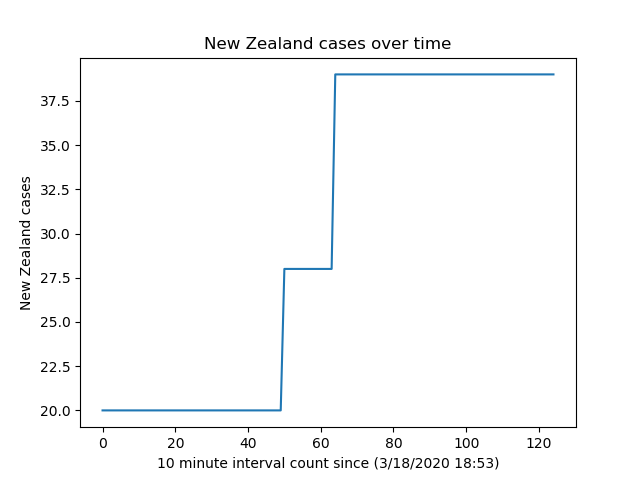 New Zealand cases over time
37.5
35.0
32.5
30.0
27.5
25.0
22.5
20.0
New Zealand cases
0 20 40 60 80 100 120
10 minute interval count since (3/18/2020 18:53)